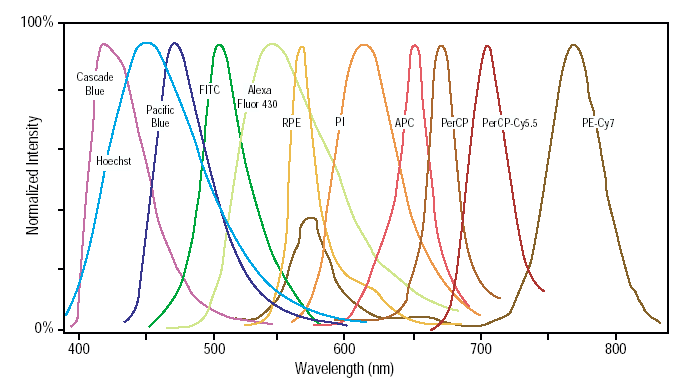 100%
Cascade
Blue
Hoechst
Pacific
Blue
FITC
Alexa
Fluor 430
RPE
PI
APC
PerCP
PerCP-Cy5.5
PE-Cy7
Normalized Intensity
0%
400 500 600 700 800
Wavelength (nm)